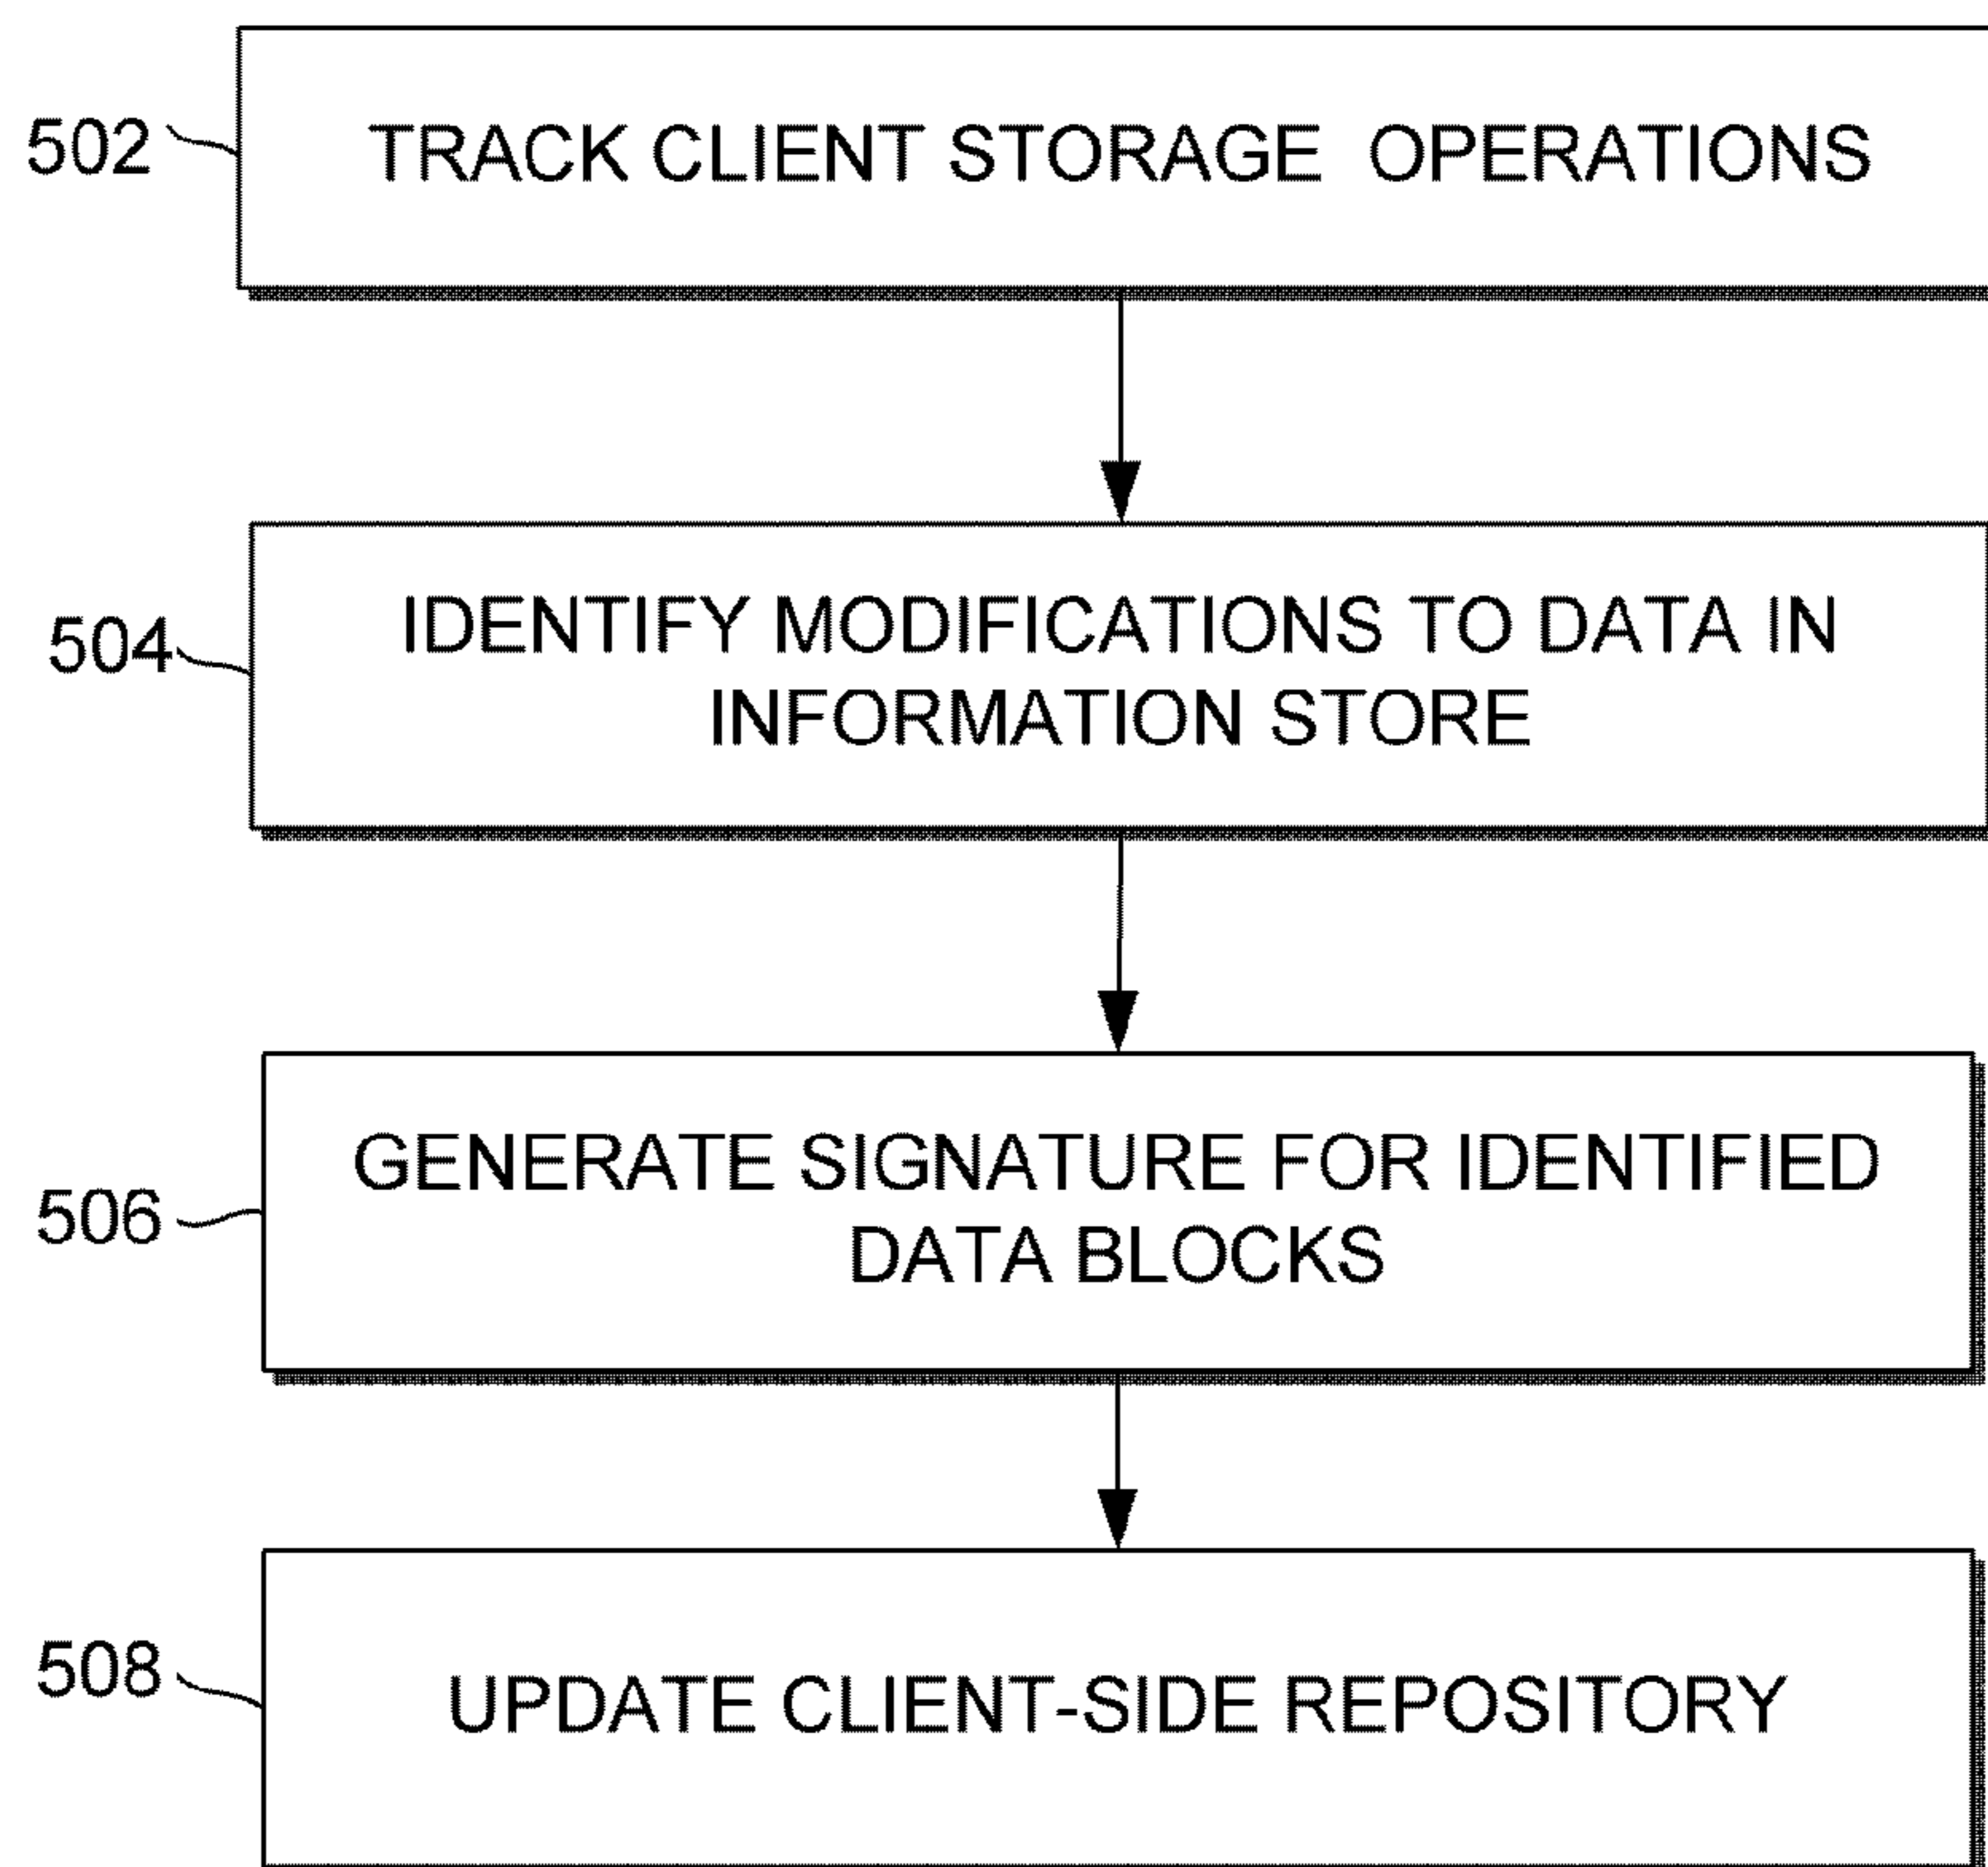 502
TRACK CLIENT STORAGE OPERATIONS
504
IDENTIFY MODIFICATIONS TO DATA IN
INFORMATION STORE
506
GENERATE SIGNATURE FOR IDENTIFIED
DATA BLOCKS
508
UPDATE CLIENT-SIDE REPOSITORY